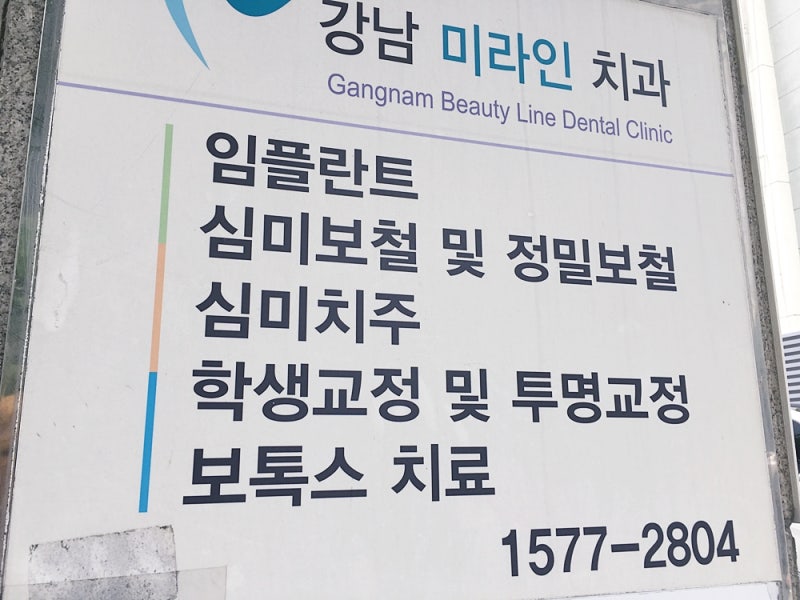 강남 미라인 치과
Gangnam Beauty Line Dental Clinic
임플란트
심미보철 및 정밀보철
심미치주
학생교정 및 투명교정
보톡스 치료
1577-2804